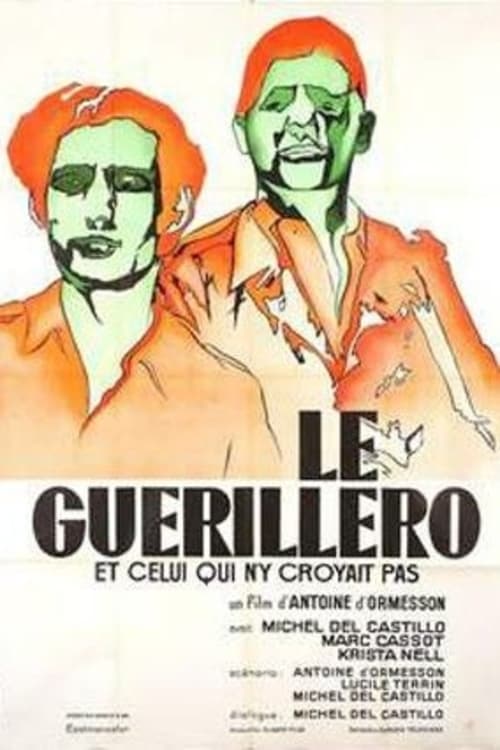 LE
GUERILLERO
ET CELUI QUI N'Y CROYAIT PAS
un Film d'ANTOINE d'ORMESSON
avec MICHEL DEL CASTILLO
MARC CASSOT
KRISTA NELL
scénario: ANTOINE d'ORMESSON
LUCILE TERRIN
MICHEL DEL CASTILLO
dialogue: MICHEL DEL CASTILLO